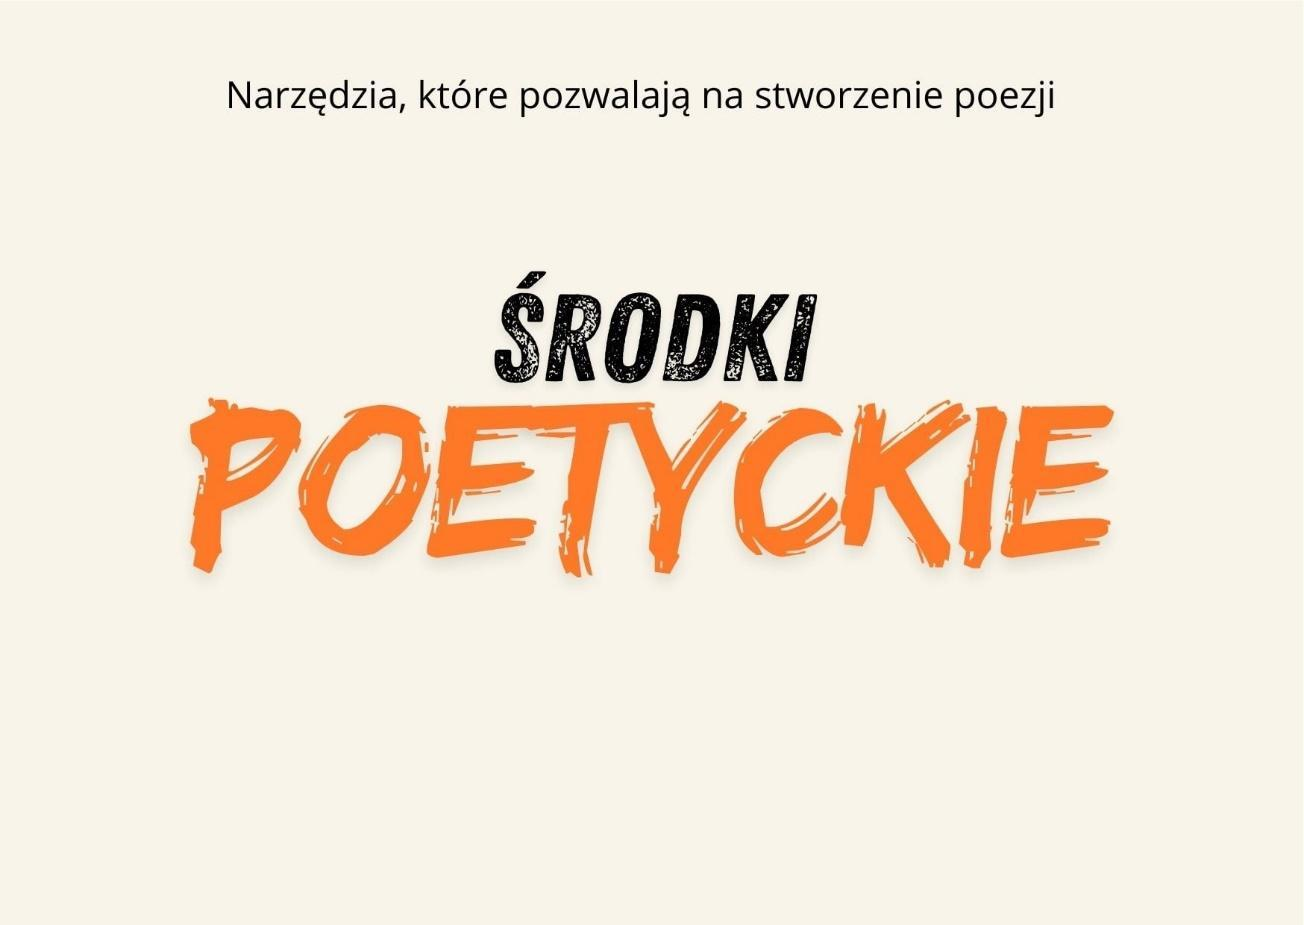 Narzędzia, które pozwalają na stworzenie poezji
ŚRODKI
POETYCKIE